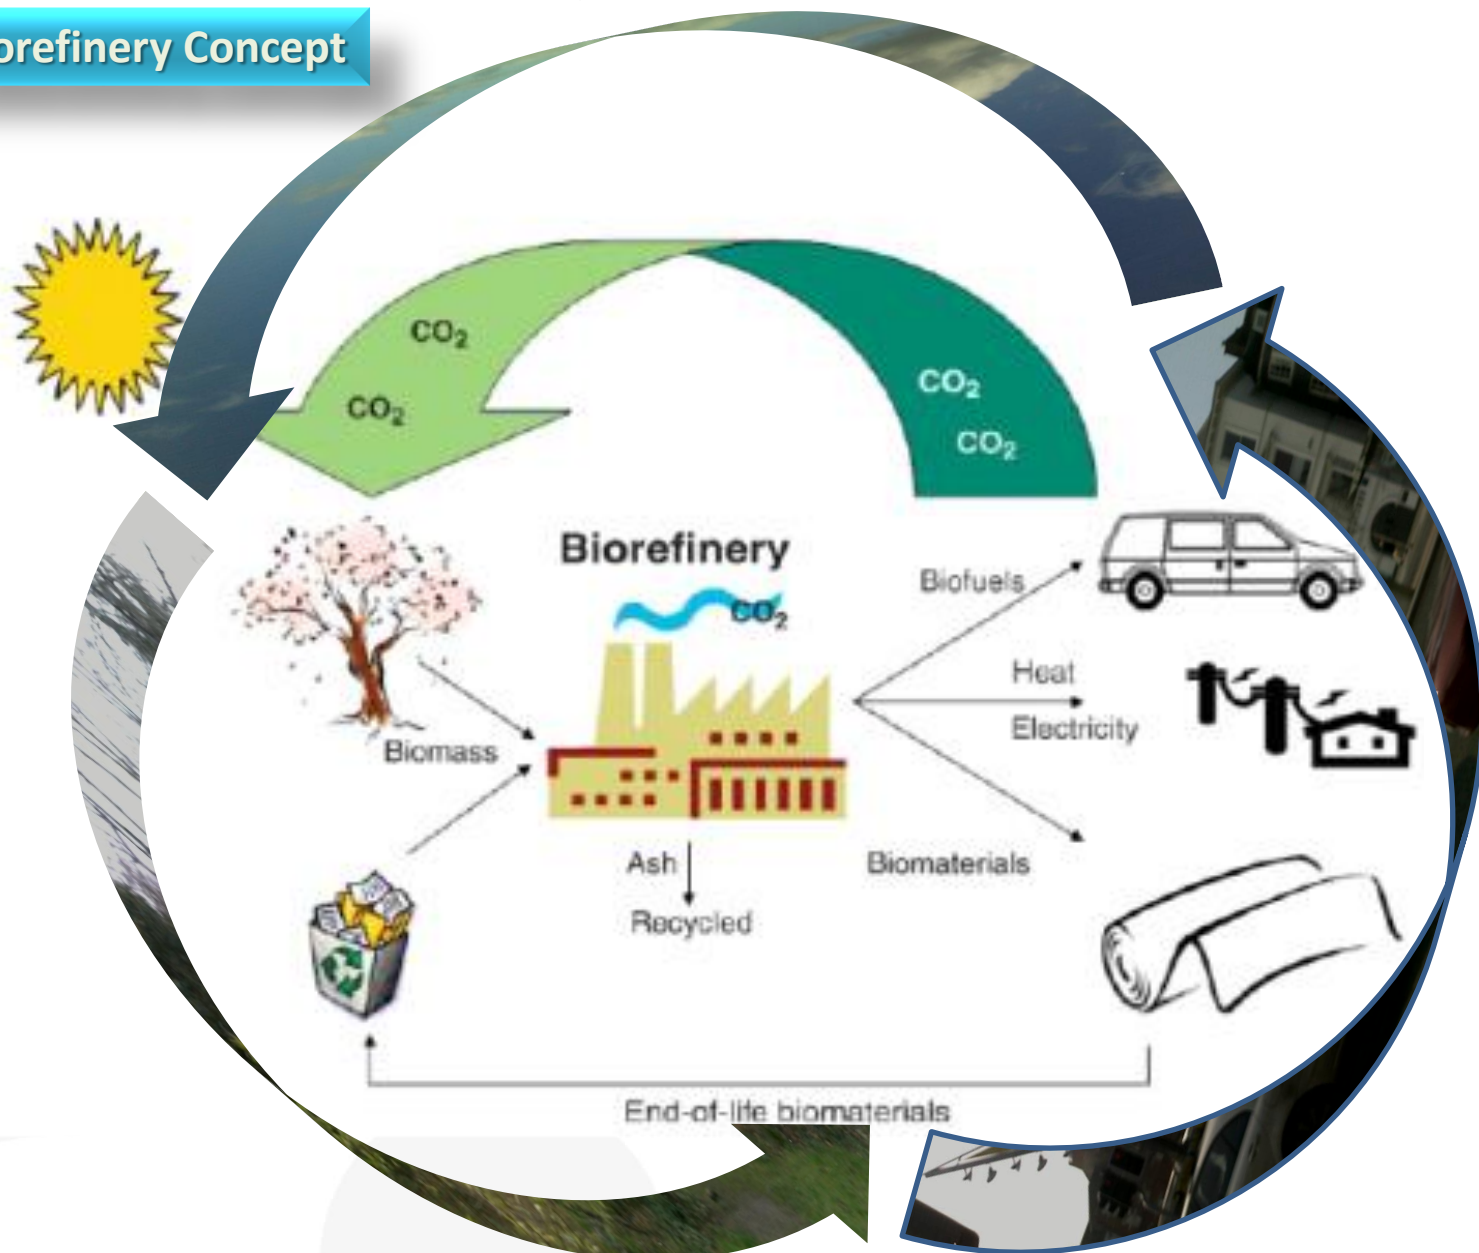 orefinery Concept
CO₂
CO₂
CO₂
CO₂
Biorefinery
CO₂
Biofuels
Heat
Electricity
Biomass
Ash
Biomaterials
Recycled
End-of-life biomaterials